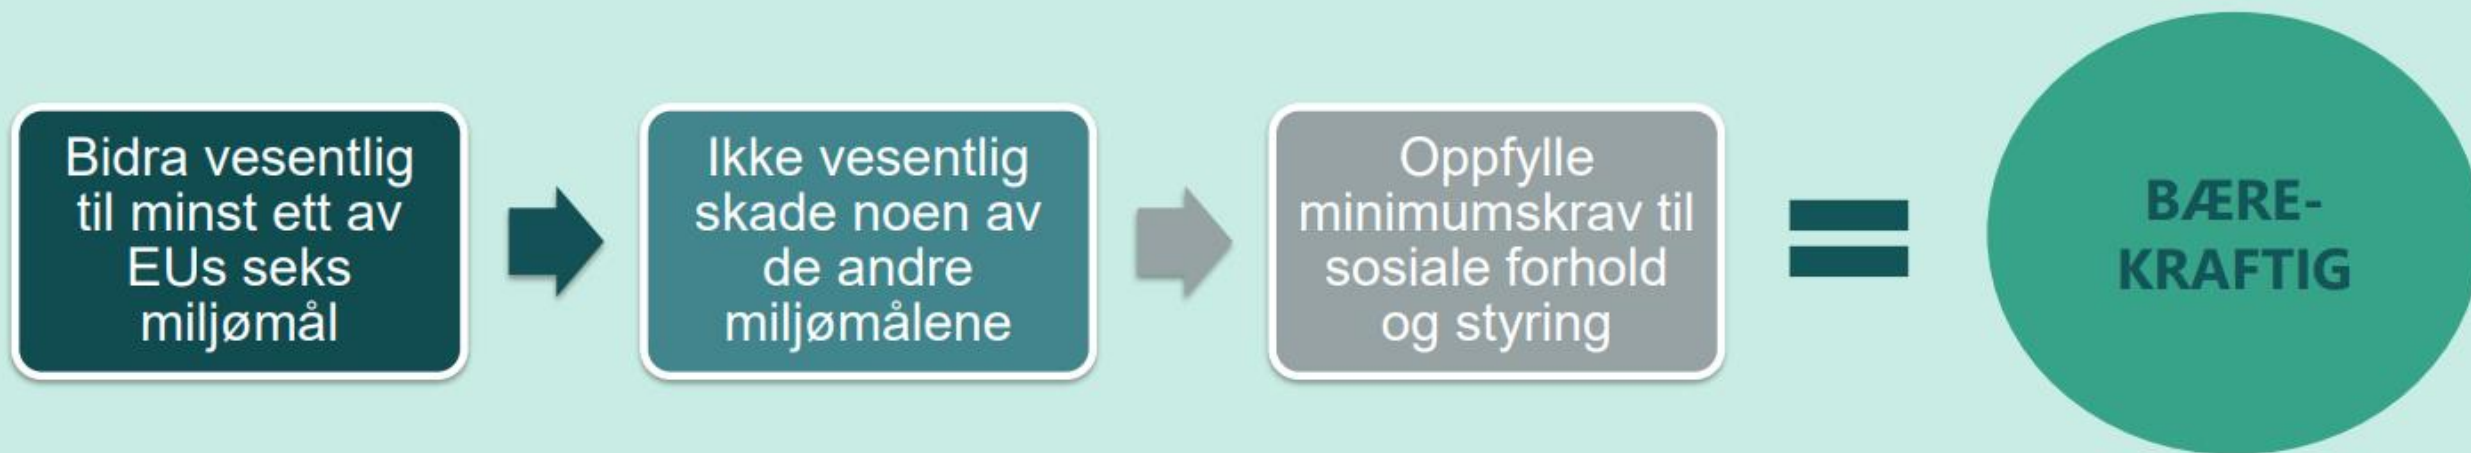 Bidra vesentlig
til minst ett av
EUs seks
miljømål
Ikke vesentlig
skade noen av
de andre
miljømålene
Oppfylle
minimumskrav til
sosiale forhold
og styring
BÆRE-
KRAFTIG